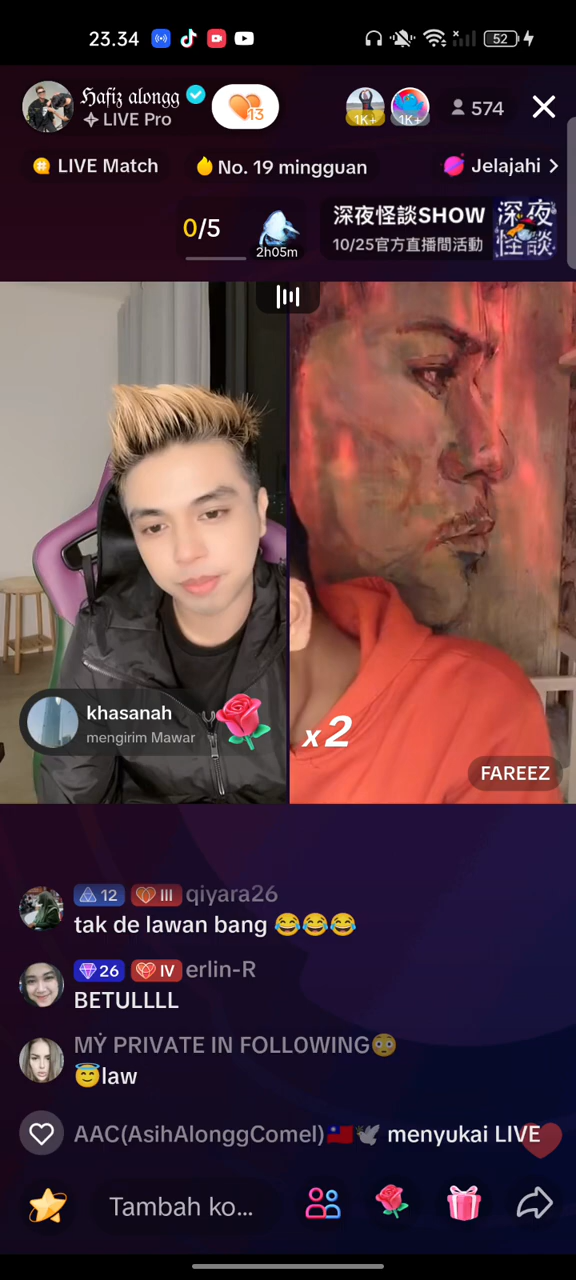 23.34
52
Hafiz alongg
LIVE Pro
13
1K+
1K+
574
LIVE Match
No. 19 mingguan
Jelajahi
0/5
2h05m
深夜怪談SHOW
10/25官方直播間活動
深夜
怪談
khasanah
mengirim Mawar
x2
FAREEZ
12 III qiyara26
tak de lawan bang 😂😂😂
26 IV erlin-R
BETULLLL
MẎ PRIVATE IN FOLLOWING😳
😇law
AAC(AsihAlonggComel)🇹🇼🕊 menyukai LIVE
Tambah ko...